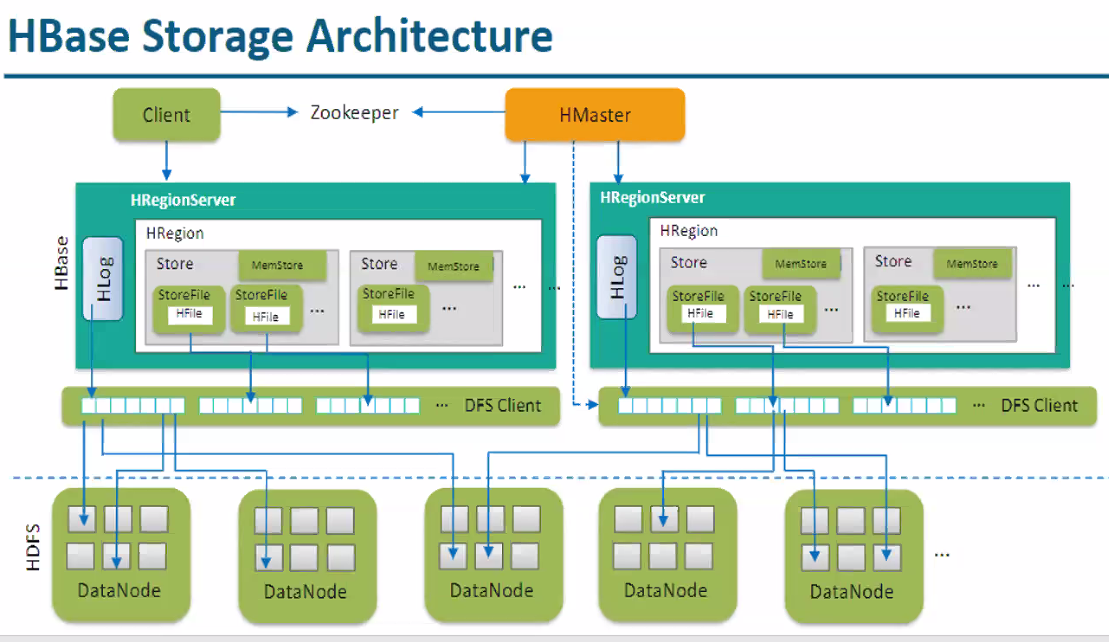 HBase Storage Architecture
Client
Zookeeper
HMaster
HBase
HRegionServer
HLog
HRegion
Store
MemStore
StoreFile
HFile
StoreFile
HFile
...
Store
MemStore
StoreFile
HFile
...
...
...
HRegionServer
HLog
HRegion
Store
MemStore
StoreFile
HFile
StoreFile
HFile
...
Store
MemStore
StoreFile
HFile
...
...
...
... DFS Client
... DFS Client
HDFS
DataNode
DataNode
DataNode
DataNode
DataNode
...